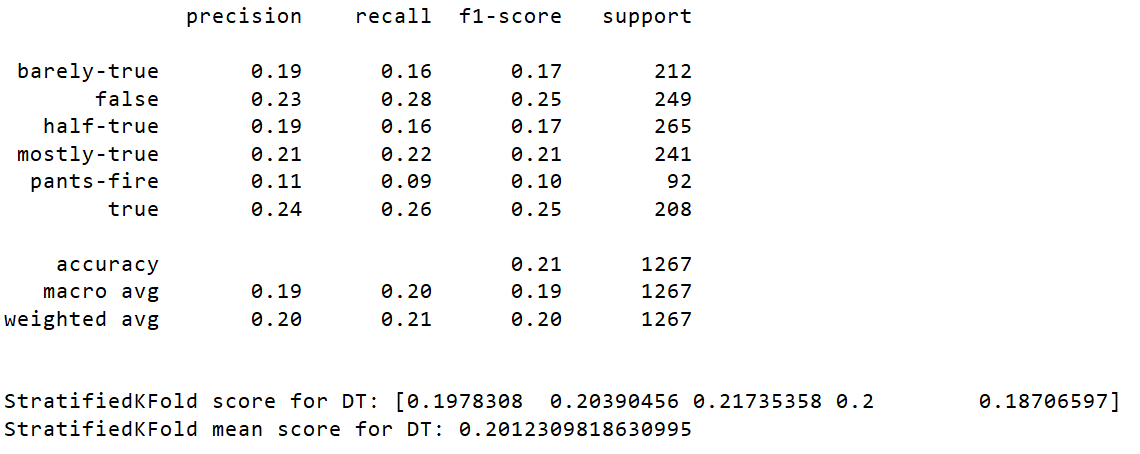 precision recall f1-score support
barely-true 0.19 0.16 0.17 212
false 0.23 0.28 0.25 249
half-true 0.19 0.16 0.17 265
mostly-true 0.21 0.22 0.21 241
pants-fire 0.11 0.09 0.10 92
true 0.24 0.26 0.25 208
accuracy 0.21 1267
macro avg 0.19 0.20 0.19 1267
weighted avg 0.20 0.21 0.20 1267
StratifiedKFold score for DT: [0.1978308 0.20390456 0.21735358 0.2 0.18706597]
StratifiedKFold mean score for DT: 0.2012309818630995